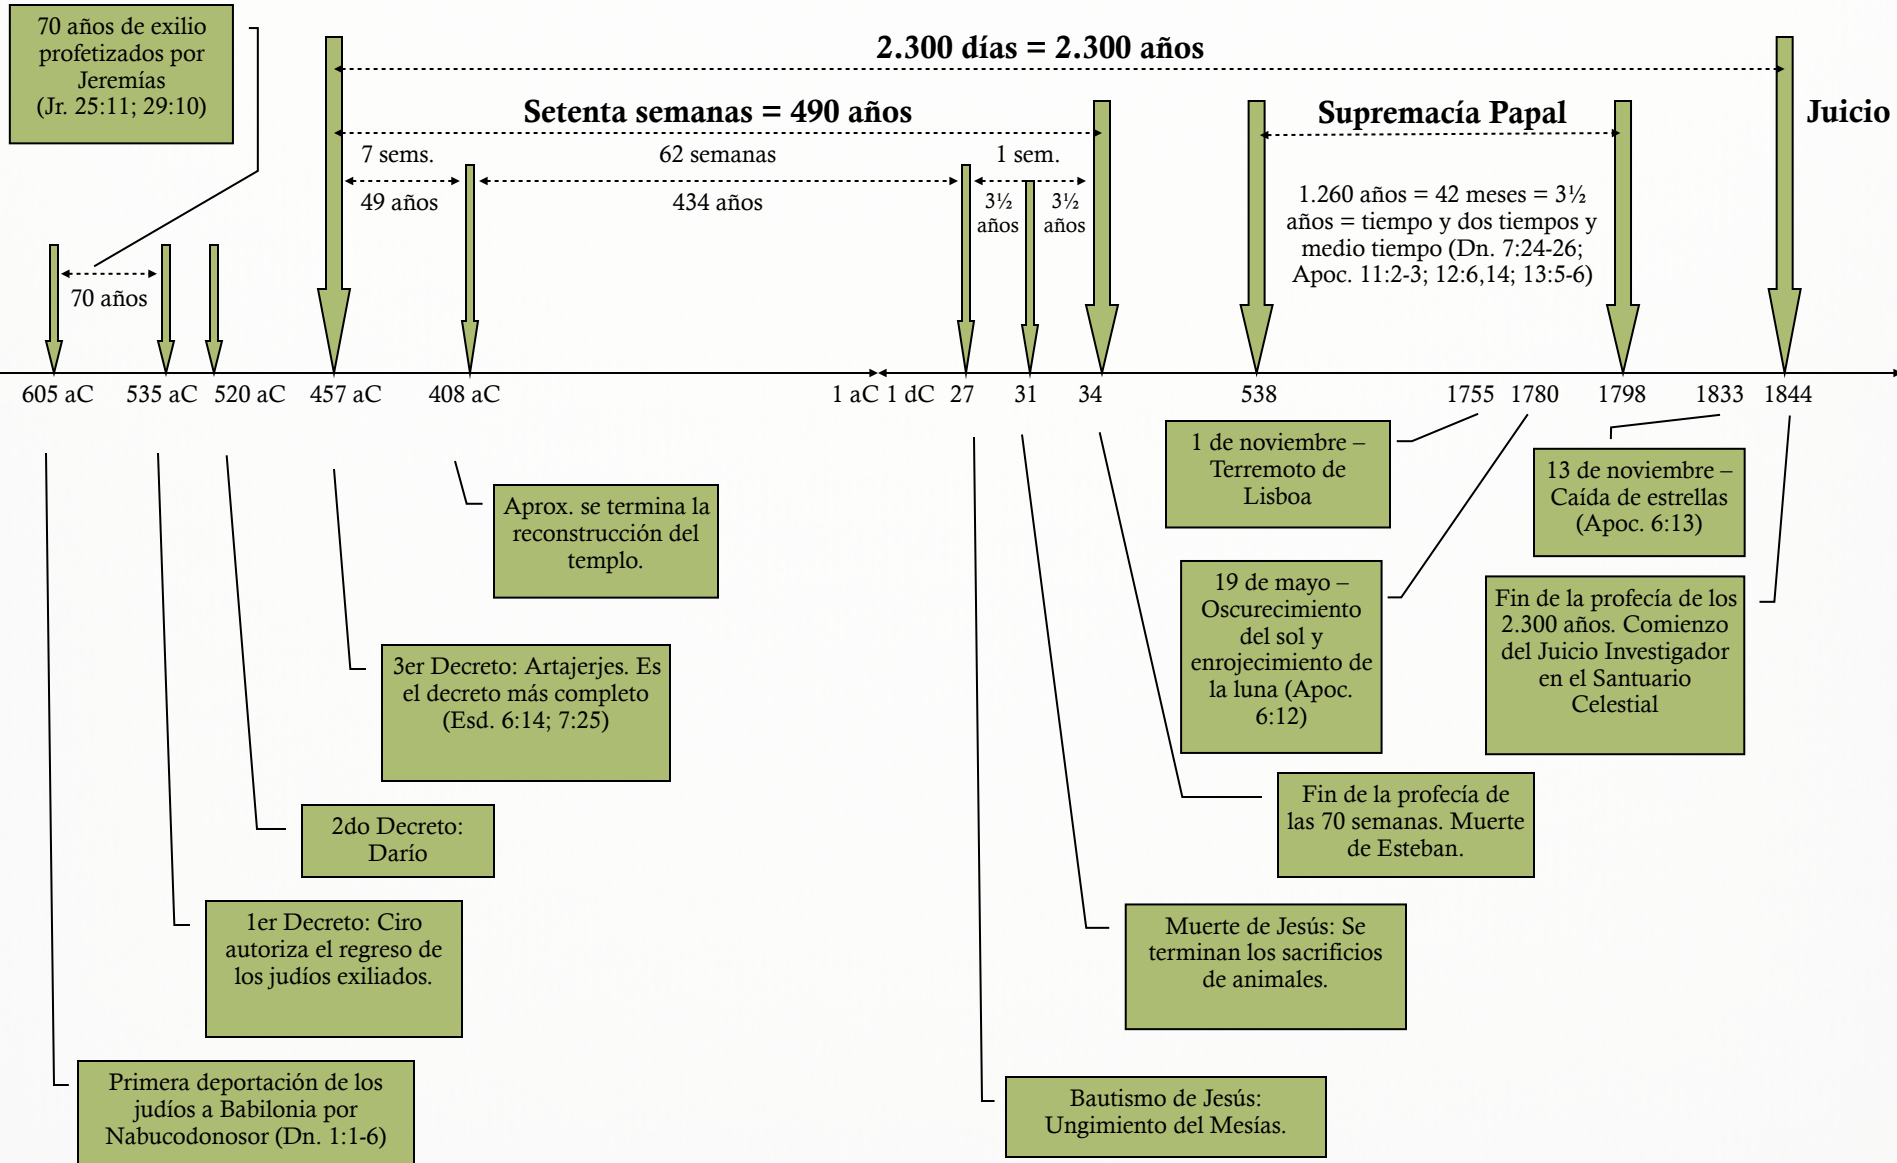 70 años de exilio
profetizados por
Jeremías
(Jr. 25:11; 29:10)
2.300 días = 2.300 años
Setenta semanas = 490 años
Supremacía Papal
Juicio
7 sems.
62 semanas
1 sem.
49 años
434 años
3½
años
3½
años
1.260 años = 42 meses = 3½
años = tiempo y dos tiempos y
medio tiempo (Dn. 7:24-26;
Apoc. 11:2-3; 12:6,14; 13:5-6)
70 años
605 aC
535 aC
520 aC
457 aC
408 aC
1 aC
1 dC
27
31
34
538
1755
1780
1798
1833
1844
1 de noviembre –
Terremoto de
Lisboa
13 de noviembre –
Caída de estrellas
(Apoc. 6:13)
Aprox. se termina la
reconstrucción del
templo.
19 de mayo –
Oscurecimiento
del sol y
enrojecimiento de
la luna (Apoc.
6:12)
Fin de la profecía de los
2.300 años. Comienzo
del Juicio Investigador
en el Santuario
Celestial
3er Decreto: Artajerjes. Es
el decreto más completo
(Esd. 6:14; 7:25)
Fin de la profecía de
las 70 semanas. Muerte
de Esteban.
2do Decreto:
Darío
1er Decreto: Ciro
autoriza el regreso de
los judíos exiliados.
Muerte de Jesús: Se
terminan los sacrificios
de animales.
Primera deportación de los
judíos a Babilonia por
Nabucodonosor (Dn. 1:1-6)
Bautismo de Jesús:
Ungimiento del Mesías.